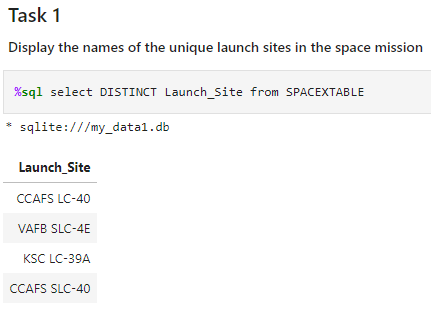 Task 1
Display the names of the unique launch sites in the space mission
%sql select DISTINCT Launch_Site from SPACEXTABLE
* sqlite:///my_data1.db
Launch_Site
CCAFS LC-40
VAFB SLC-4E
KSC LC-39A
CCAFS SLC-40